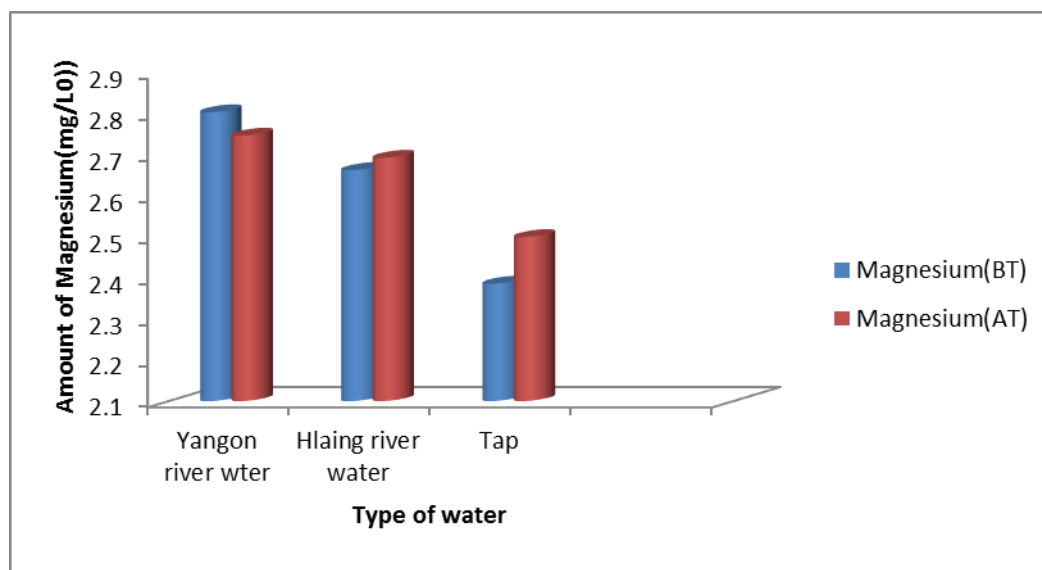 Amount of Magnesium(mg/L0))
2.9
2.8
2.7
2.6
2.5
2.4
2.3
2.2
2.1
Yangon
river wter
Hlaing river
water
Tap
Type of water
Magnesium(BT)
Magnesium(AT)